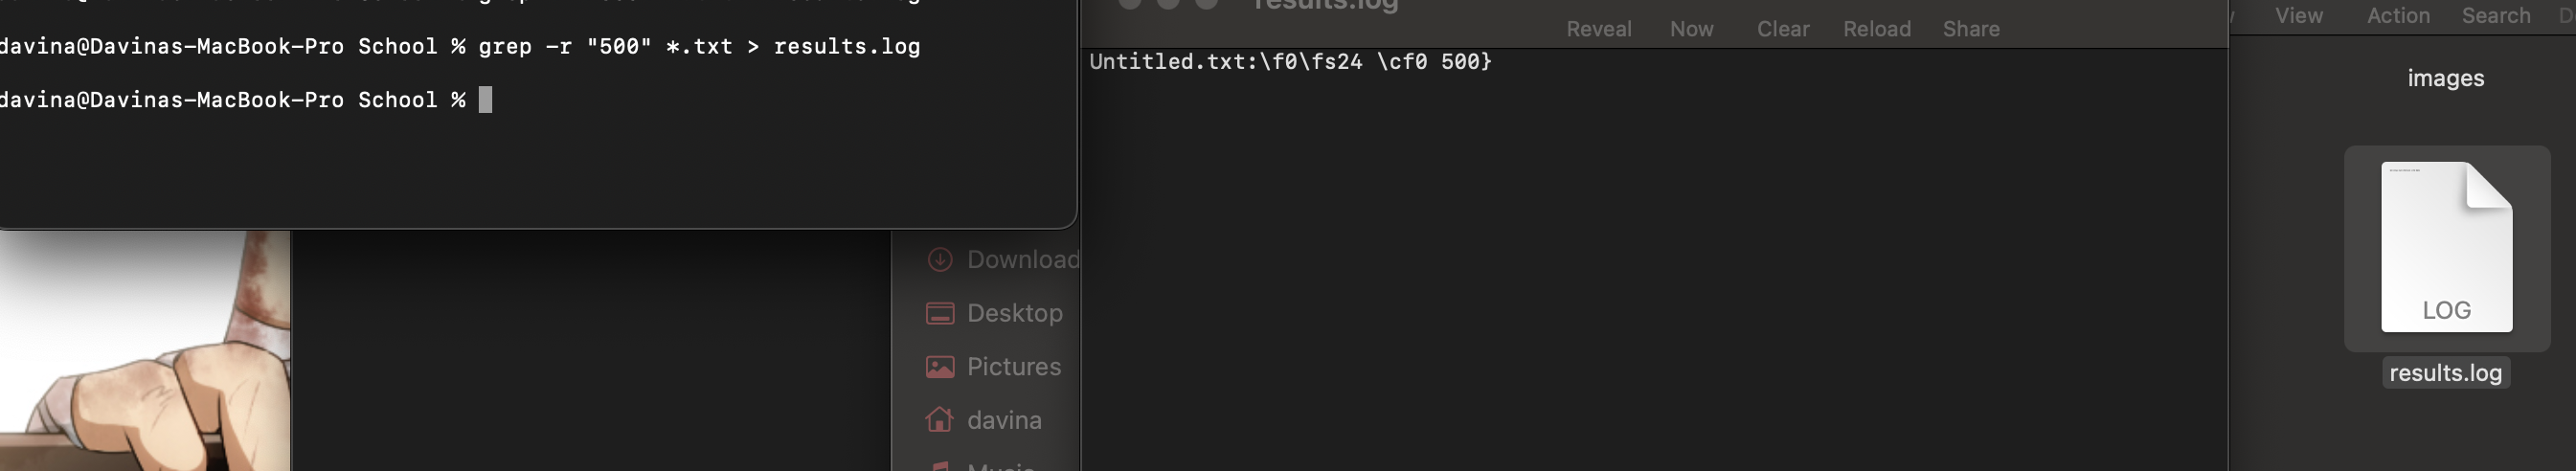 davina@Davinas-MacBook-Pro School % grep -r "500" *.txt > results.log
davina@Davinas-MacBook-Pro School %
results.log
Reveal Now Clear Reload Share
Untitled.txt:\f0\fs24 \cf0 500}
Download
Desktop
Pictures
davina
View Action Search
images
LOG
results.log